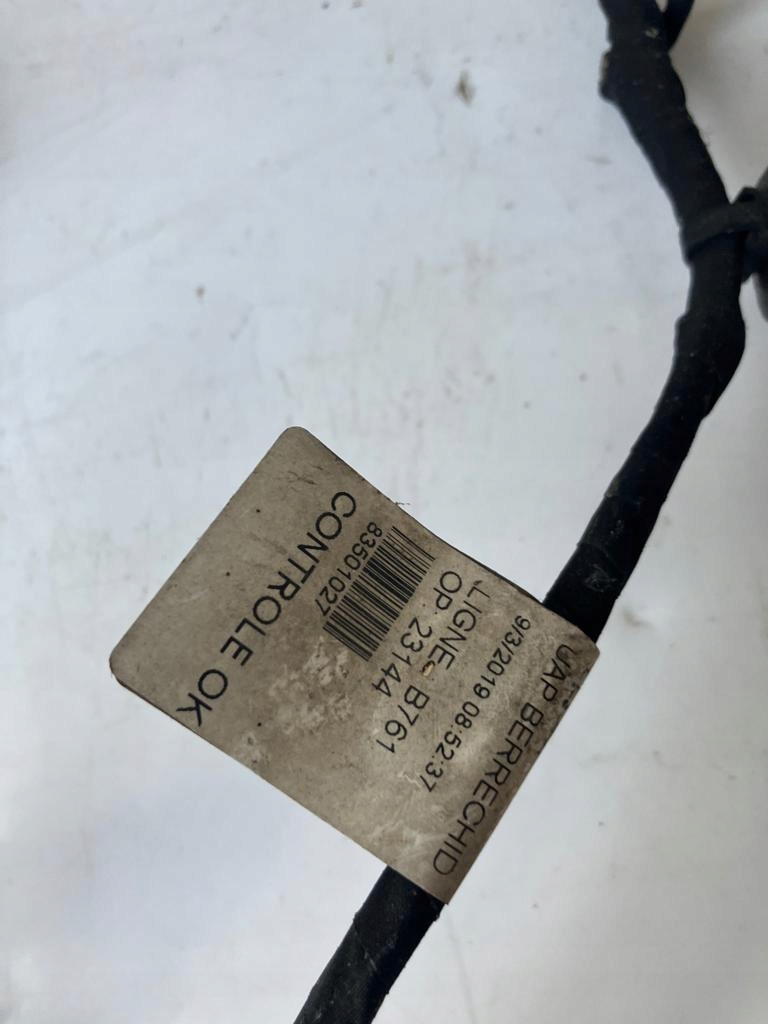 UAP BERRECHID
9/3/2019 08:52:37
LIGNE: B761
OP: 23144
83501027
CONTROLE OK